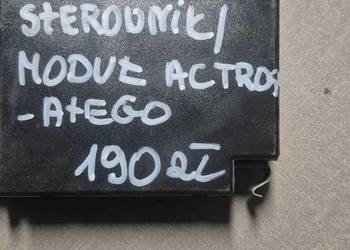 STEROWNIK/
MODUŁ ACTROS
-ATEGO
190 zł